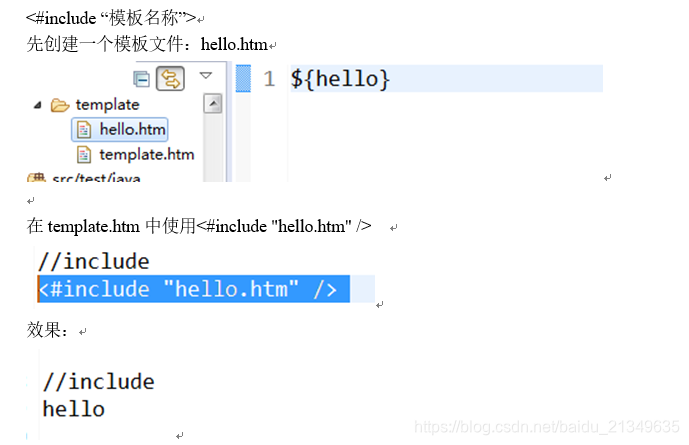 <#include “模板名称”>
先创建一个模板文件：hello.htm
template
hello.htm
template.htm
src/test/java
1 ${hello}
在 template.htm 中使用<#include "hello.htm" />
//include
<#include "hello.htm" />
效果：
//include
hello
https://blog.csdn.net/baidu_21349635